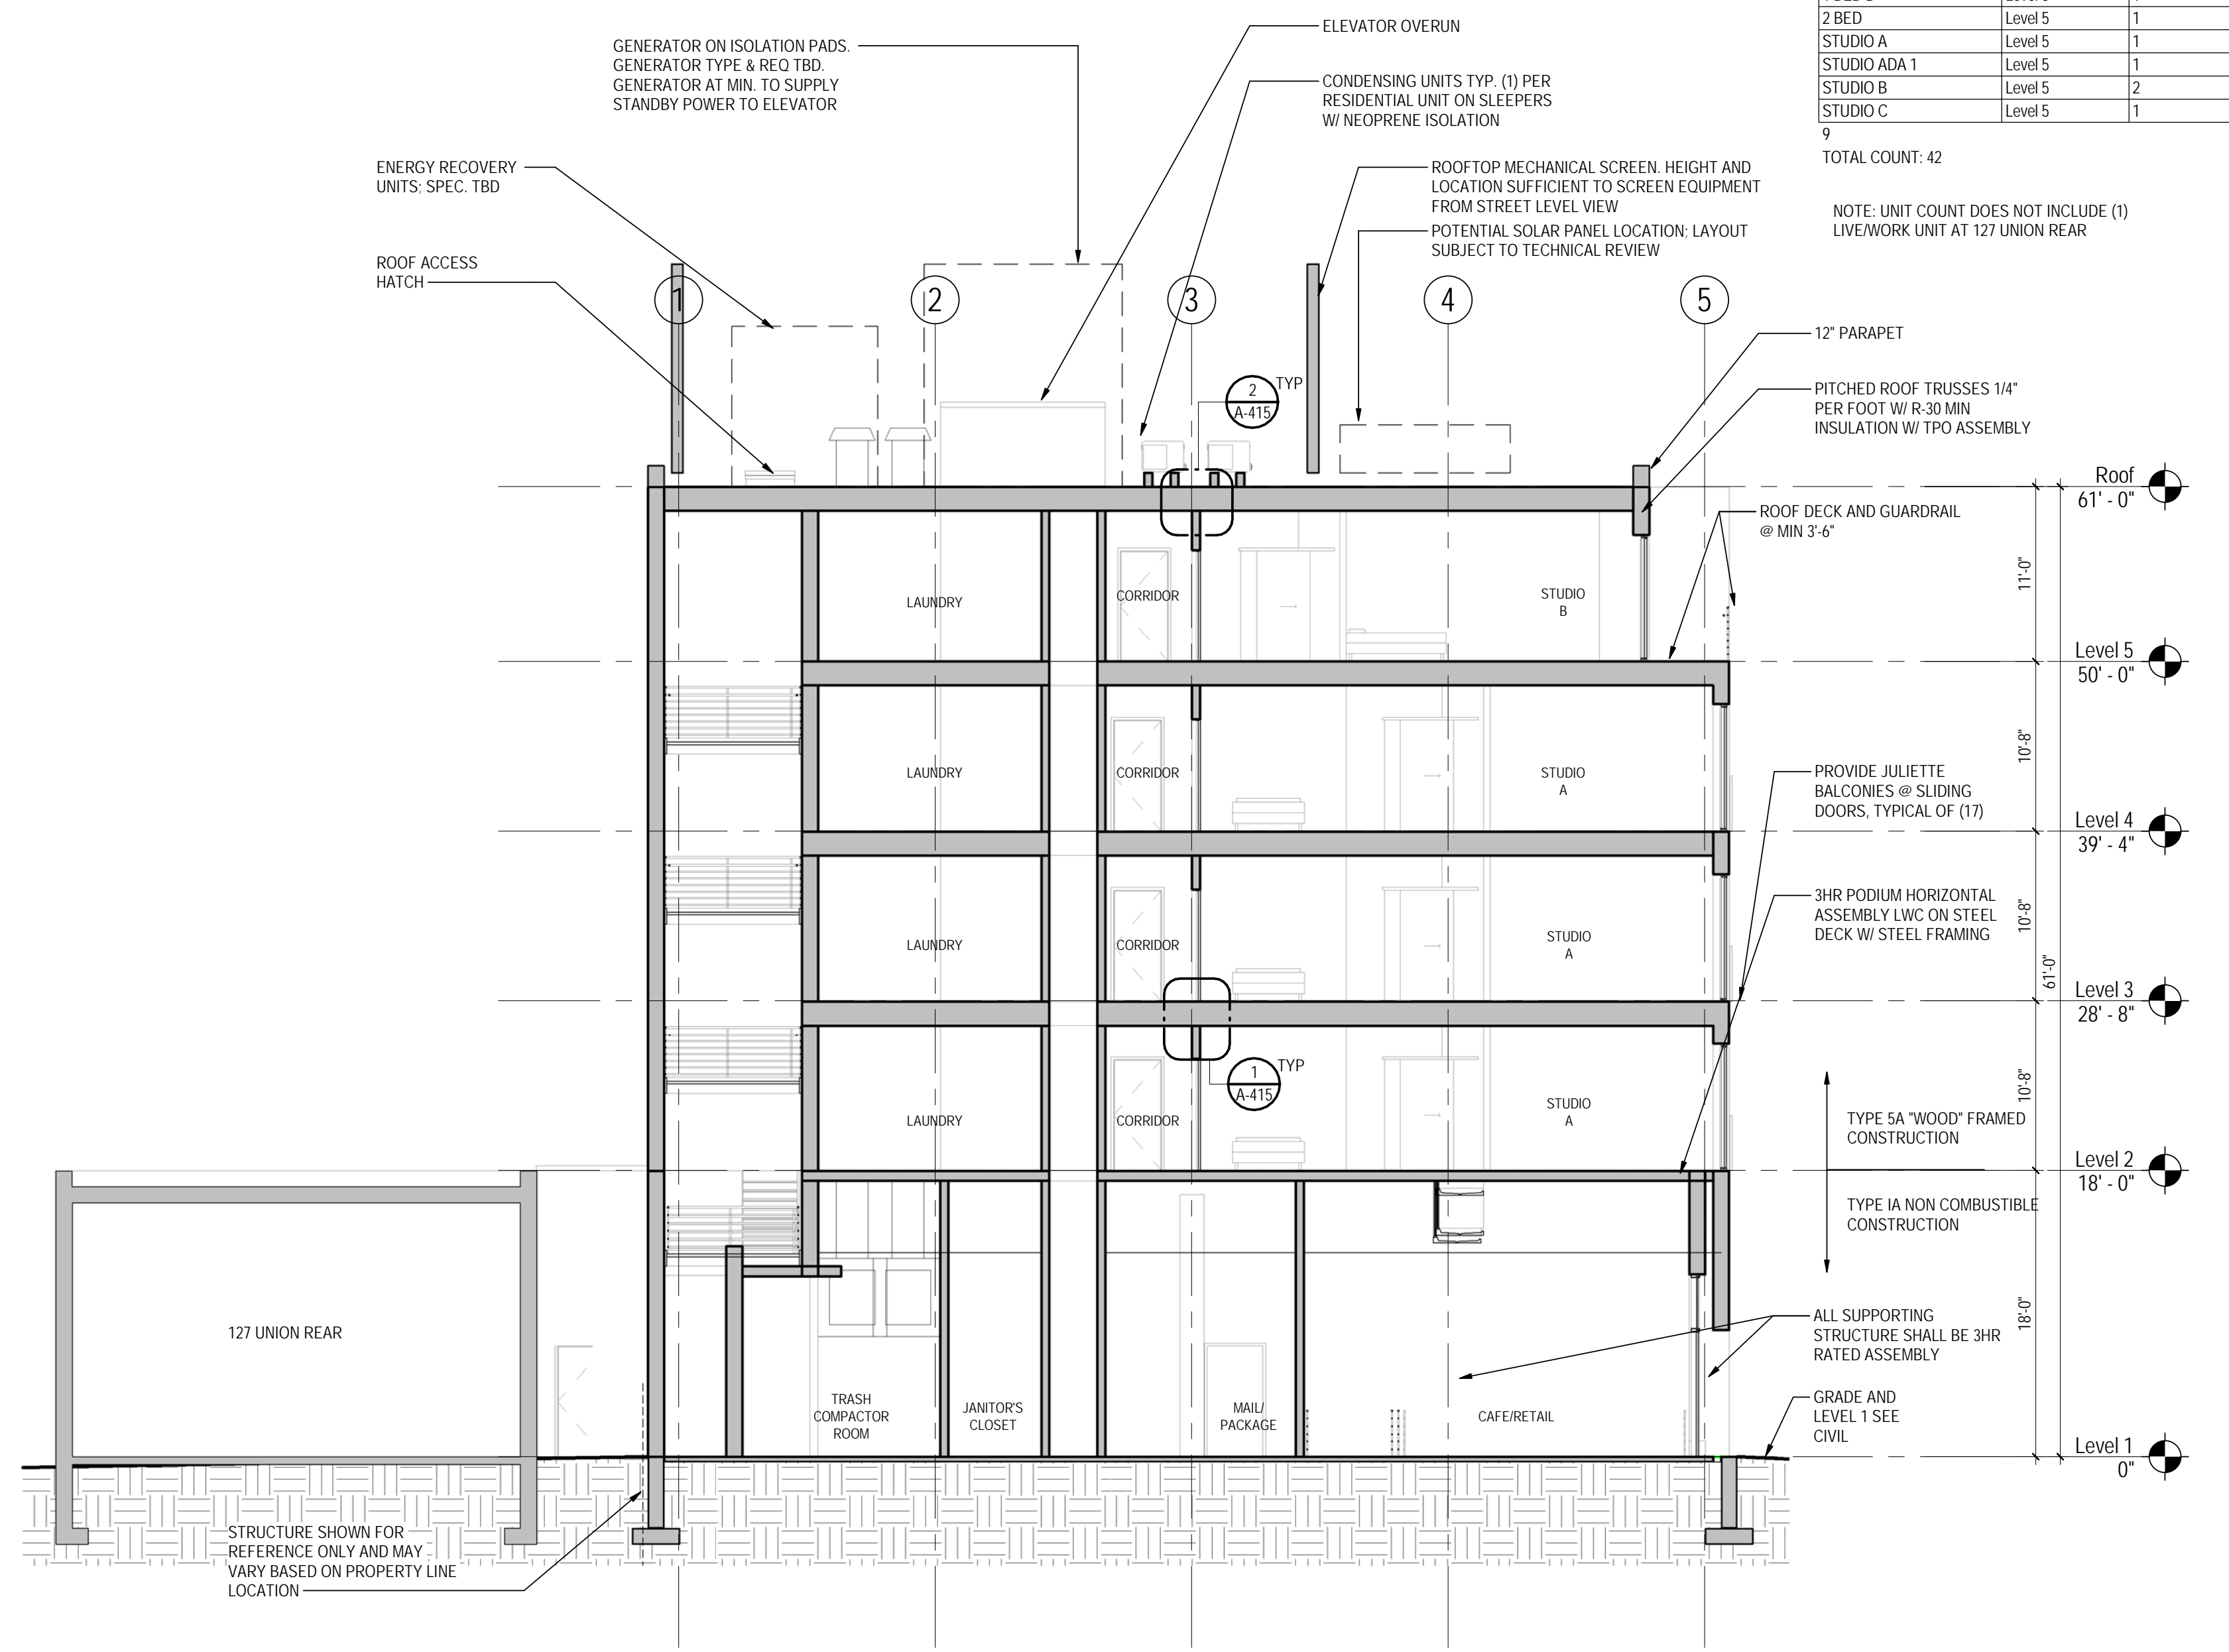 2 BED Level 5 1
STUDIO A Level 5 1
STUDIO ADA 1 Level 5 1
STUDIO B Level 5 2
STUDIO C Level 5 1
9
TOTAL COUNT: 42
NOTE: UNIT COUNT DOES NOT INCLUDE (1)
LIVE/WORK UNIT AT 127 UNION REAR
ELEVATOR OVERUN
GENERATOR ON ISOLATION PADS.
GENERATOR TYPE & REQ TBD.
GENERATOR AT MIN. TO SUPPLY
STANDBY POWER TO ELEVATOR
CONDENSING UNITS TYP. (1) PER
RESIDENTIAL UNIT ON SLEEPERS
W/ NEOPRENE ISOLATION
ENERGY RECOVERY
UNITS; SPEC. TBD
ROOFTOP MECHANICAL SCREEN. HEIGHT AND
LOCATION SUFFICIENT TO SCREEN EQUIPMENT
FROM STREET LEVEL VIEW
POTENTIAL SOLAR PANEL LOCATION; LAYOUT
SUBJECT TO TECHNICAL REVIEW
ROOF ACCESS
HATCH
1
2
3
4
5
12" PARAPET
2
A-415
TYP
PITCHED ROOF TRUSSES 1/4"
PER FOOT W/ R-30 MIN
INSULATION W/ TPO ASSEMBLY
Roof
61' - 0"
ROOF DECK AND GUARDRAIL
@ MIN 3'-6"
11'-0"
LAUNDRY
CORRIDOR
STUDIO
B
Level 5
50' - 0"
10'-8"
LAUNDRY
CORRIDOR
STUDIO
A
PROVIDE JULIETTE
BALCONIES @ SLIDING
DOORS, TYPICAL OF (17)
Level 4
39' - 4"
3HR PODIUM HORIZONTAL
ASSEMBLY LWC ON STEEL
DECK W/ STEEL FRAMING
10'-8"
LAUNDRY
CORRIDOR
STUDIO
A
61'-0"
Level 3
28' - 8"
1
A-415
TYP
10'-8"
LAUNDRY
CORRIDOR
STUDIO
A
TYPE 5A "WOOD" FRAMED
CONSTRUCTION
Level 2
18' - 0"
TYPE IA NON COMBUSTIBLE
CONSTRUCTION
18'-0"
ALL SUPPORTING
STRUCTURE SHALL BE 3HR
RATED ASSEMBLY
127 UNION REAR
TRASH
COMPACTOR
ROOM
JANITOR'S
CLOSET
MAIL/
PACKAGE
CAFE/RETAIL
GRADE AND
LEVEL 1 SEE
CIVIL
Level 1
0"
STRUCTURE SHOWN FOR
REFERENCE ONLY AND MAY
VARY BASED ON PROPERTY LINE
LOCATION